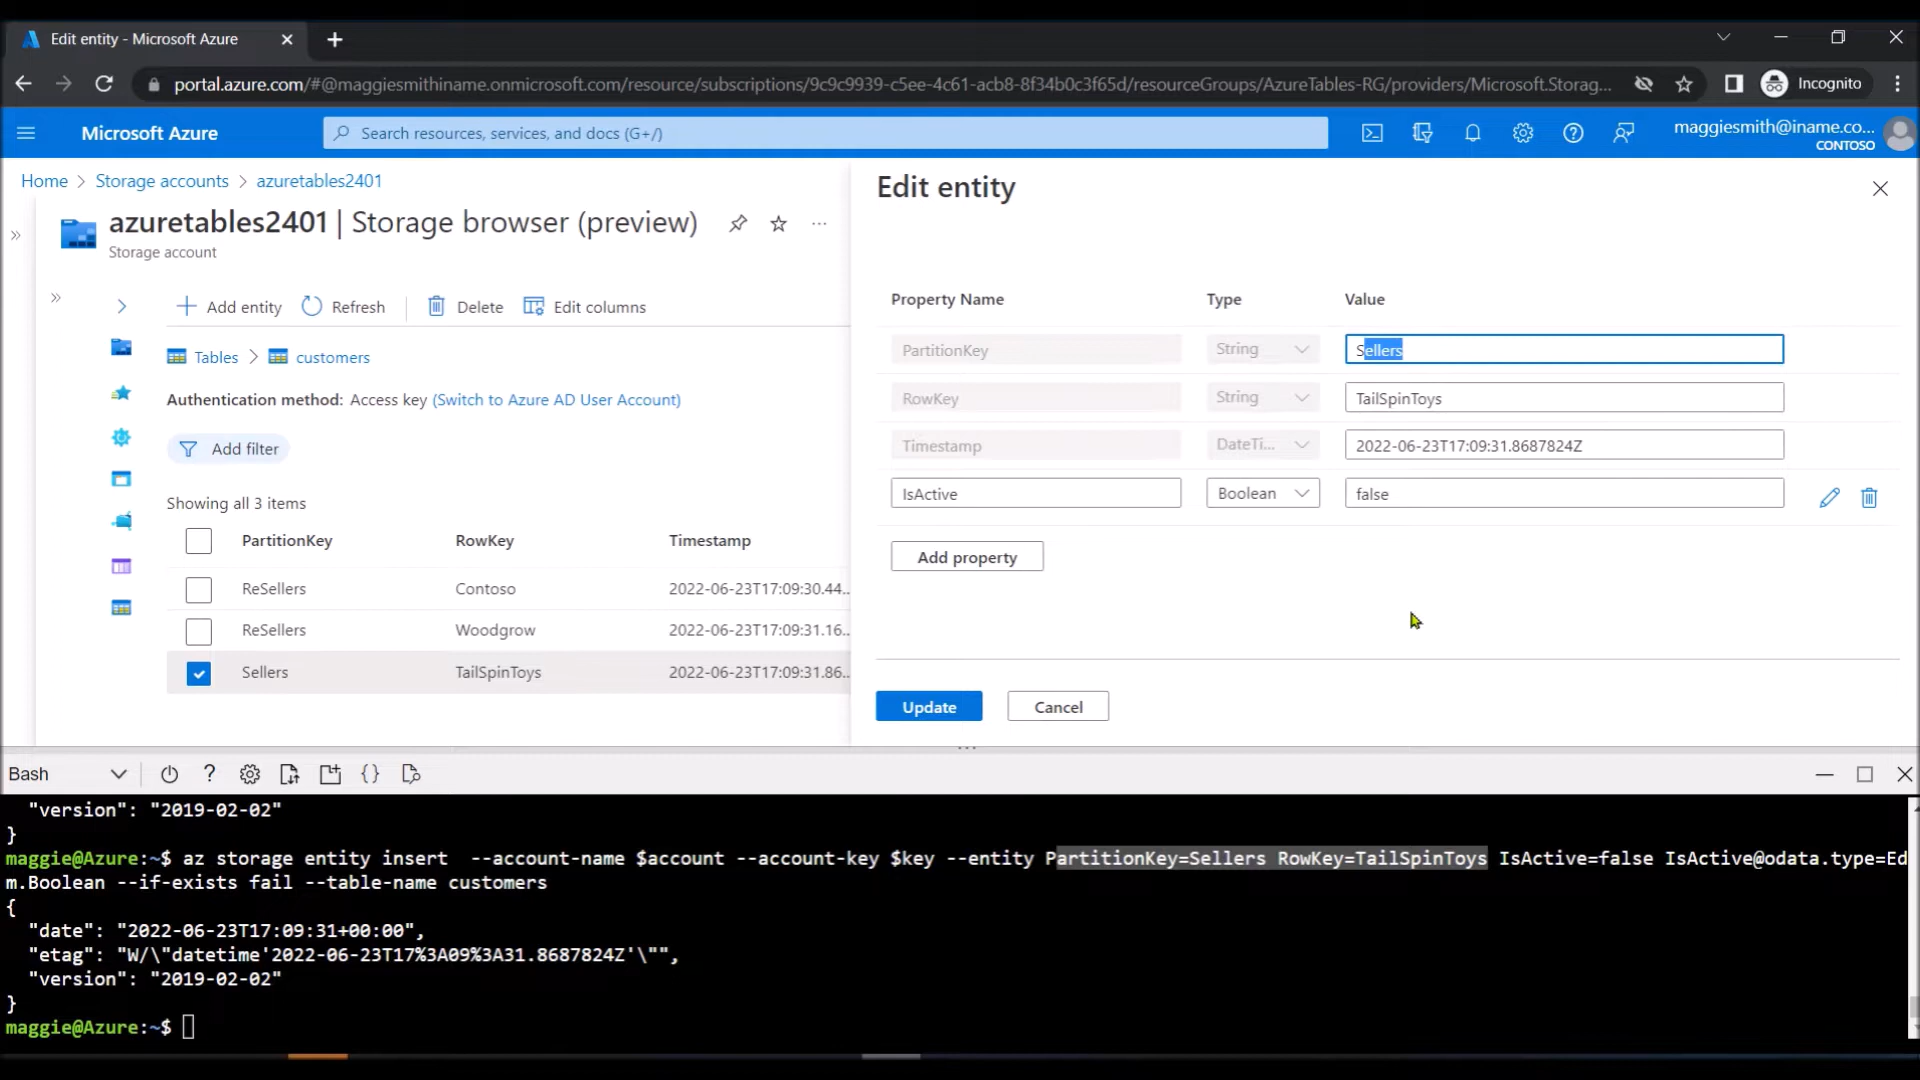 Edit entity - Microsoft Azure
portal.azure.com/#@maggiesmithiname.onmicrosoft.com/resource/subscriptions/9c9c9939-c5ee-4c61-acb8-8f34b0c3f65d/resourceGroups/AzureTables-RG/providers/Microsoft.Storag...
Incognito
Microsoft Azure
Search resources, services, and docs (G+/)
maggiesmith@iname.co...
CONTOSO
Home > Storage accounts > azuretables2401
azuretables2401 | Storage browser (preview)
Storage account
Add entity Refresh Delete Edit columns
Tables > customers
Authentication method: Access key (Switch to Azure AD User Account)
Add filter
Showing all 3 items
PartitionKey RowKey Timestamp
ReSellers Contoso 2022-06-23T17:09:30.44...
ReSellers Woodgrow 2022-06-23T17:09:31.16...
Sellers TailSpinToys 2022-06-23T17:09:31.86...
Edit entity
Property Name Type Value
PartitionKey String Sellers
RowKey String TailSpinToys
Timestamp DateTi... 2022-06-23T17:09:31.8687824Z
IsActive Boolean false
Add property
Update Cancel
Bash
"version": "2019-02-02"
}
maggie@Azure:~$ az storage entity insert --account-name $account --account-key $key --entity PartitionKey=Sellers RowKey=TailSpinToys IsActive=false IsActive@odata.type=Ed
m.Boolean --if-exists fail --table-name customers
{
"date": "2022-06-23T17:09:31+00:00",
"etag": "W/\"datetime'2022-06-23T17%3A09%3A31.8687824Z'\"",
"version": "2019-02-02"
}
maggie@Azure:~$